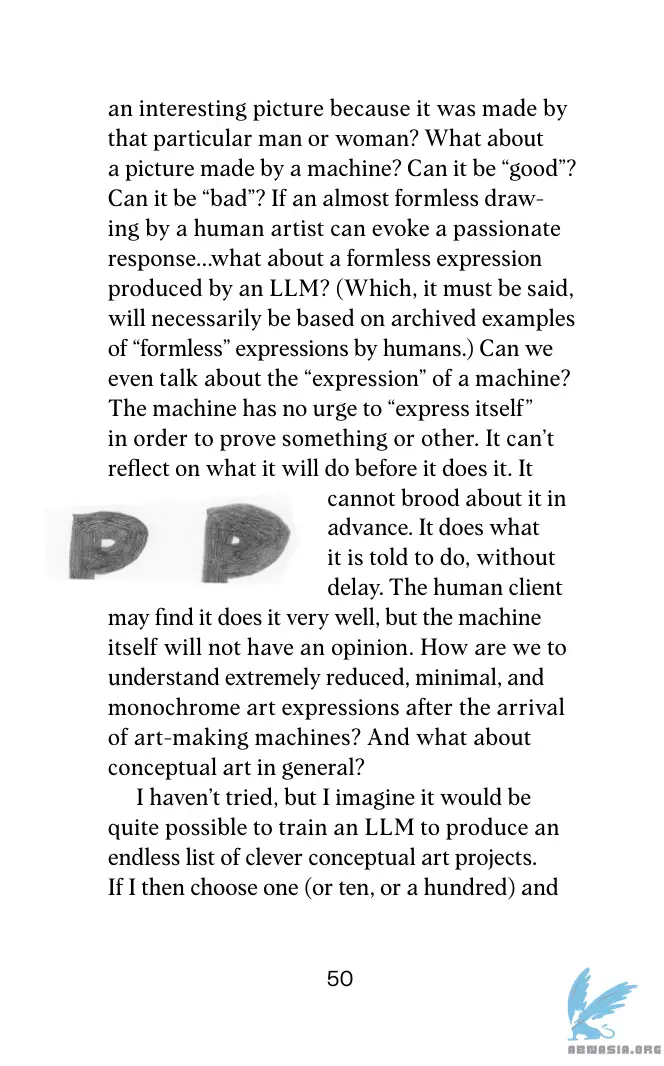 an interesting picture because it was made by
that particular man or woman? What about
a picture made by a machine? Can it be “good”?
Can it be “bad”? If an almost formless draw-
ing by a human artist can evoke a passionate
response...what about a formless expression
produced by an LLM? (Which, it must be said,
will necessarily be based on archived examples
of “formless” expressions by humans.) Can we
even talk about the “expression” of a machine?
The machine has no urge to “express itself”
in order to prove something or other. It can’t
reflect on what it will do before it does it. It
cannot brood about it in
advance. It does what
it is told to do, without
delay. The human client
P P
may find it does it very well, but the machine
itself will not have an opinion. How are we to
understand extremely reduced, minimal, and
monochrome art expressions after the arrival
of art-making machines? And what about
conceptual art in general?
I haven’t tried, but I imagine it would be
quite possible to train an LLM to produce an
endless list of clever conceptual art projects.
If I then choose one (or ten, or a hundred) and
50
ABNASIA.ORG